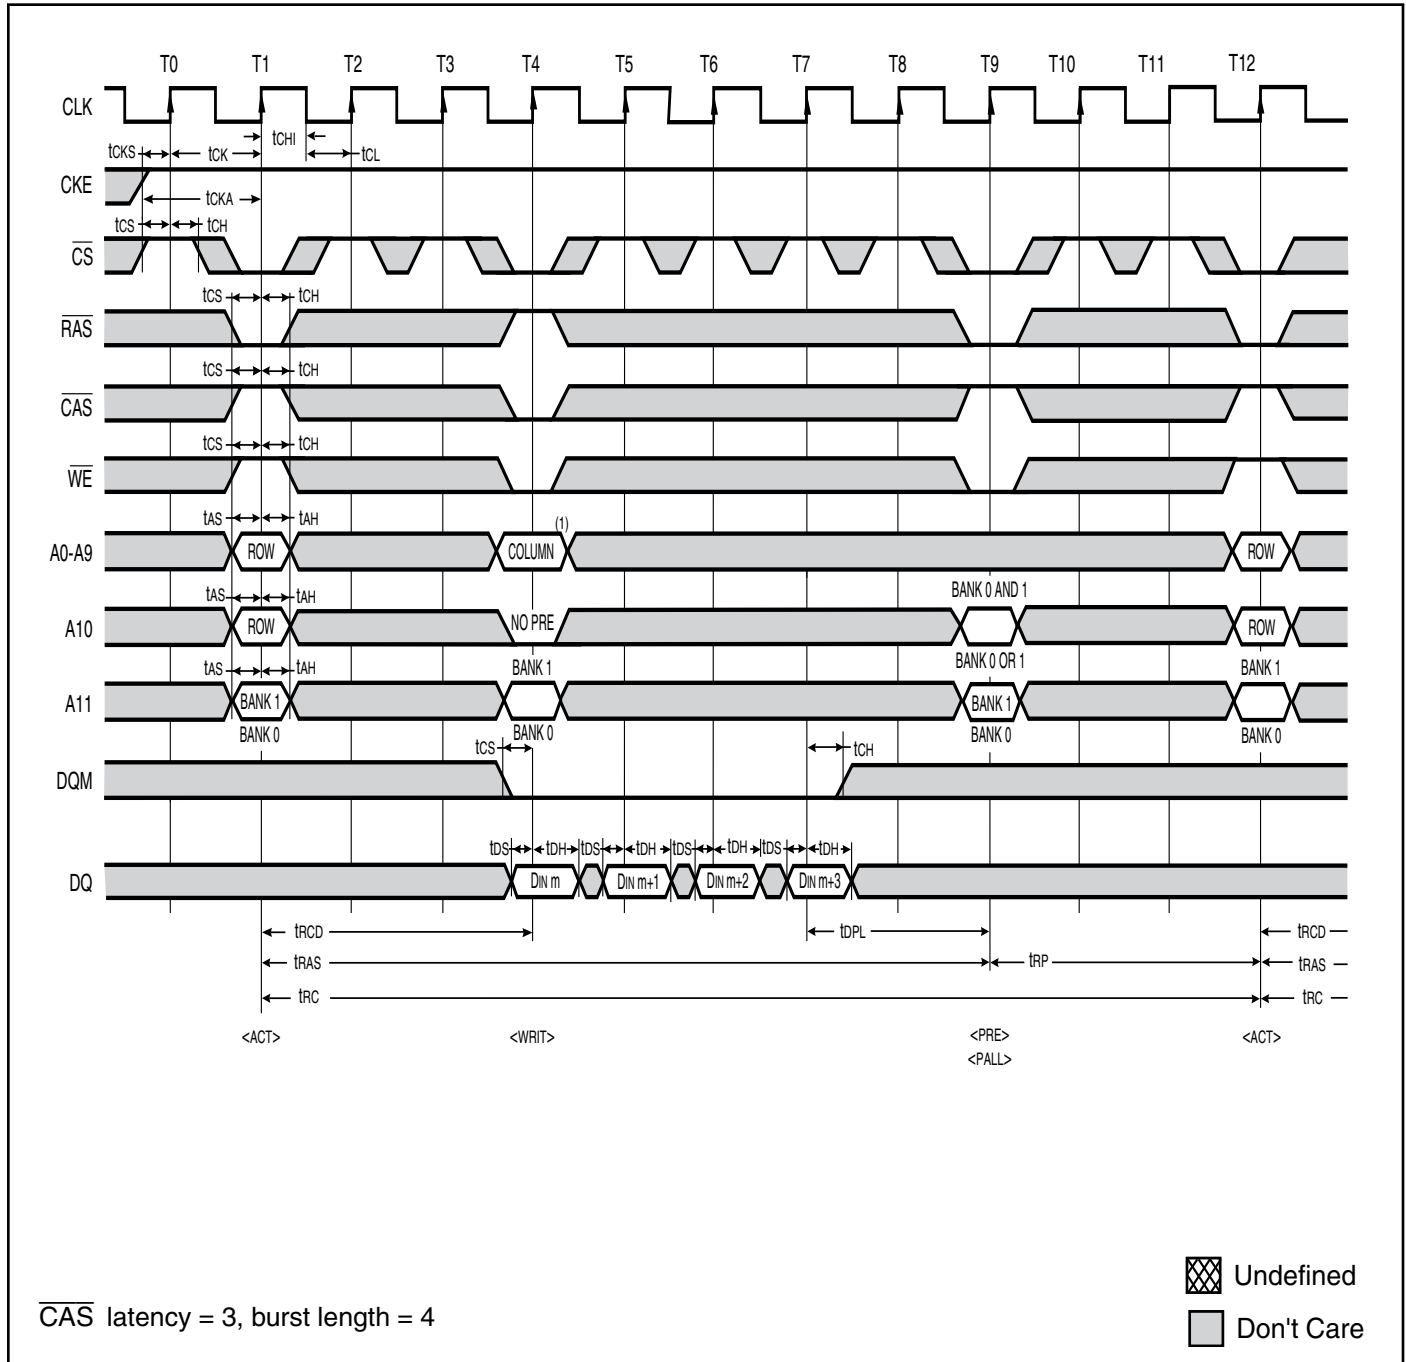 T0 T1 T2 T3 T4 T5 T6 T7 T8 T9 T10 T11 T12
CLK
tCHI
tCKS tCK tCL
CKE
tCKA
tCS tCH
CS
tCS tCH
RAS
tCS tCH
CAS
tCS tCH
WE
tAS tAH (1)
A0-A9 ROW COLUMN ROW
tAS tAH BANK 0 AND 1
A10 ROW NO PRE ROW
tAS tAH BANK 1 BANK 0 OR 1 BANK 1
A11 BANK 1 BANK 1
BANK 0 BANK 0 BANK 0 BANK 0
tCS tCH
DQM
tDS tDH tDS tDH tDS tDH tDS tDH
DQ DIN m DIN m+1 DIN m+2 DIN m+3
tRCD tDPL tRCD
tRAS tRP tRAS
tRC tRC
<ACT> <WRIT> <PRE> <ACT>
<PALL>
Undefined
CAS latency = 3, burst length = 4
Don't Care